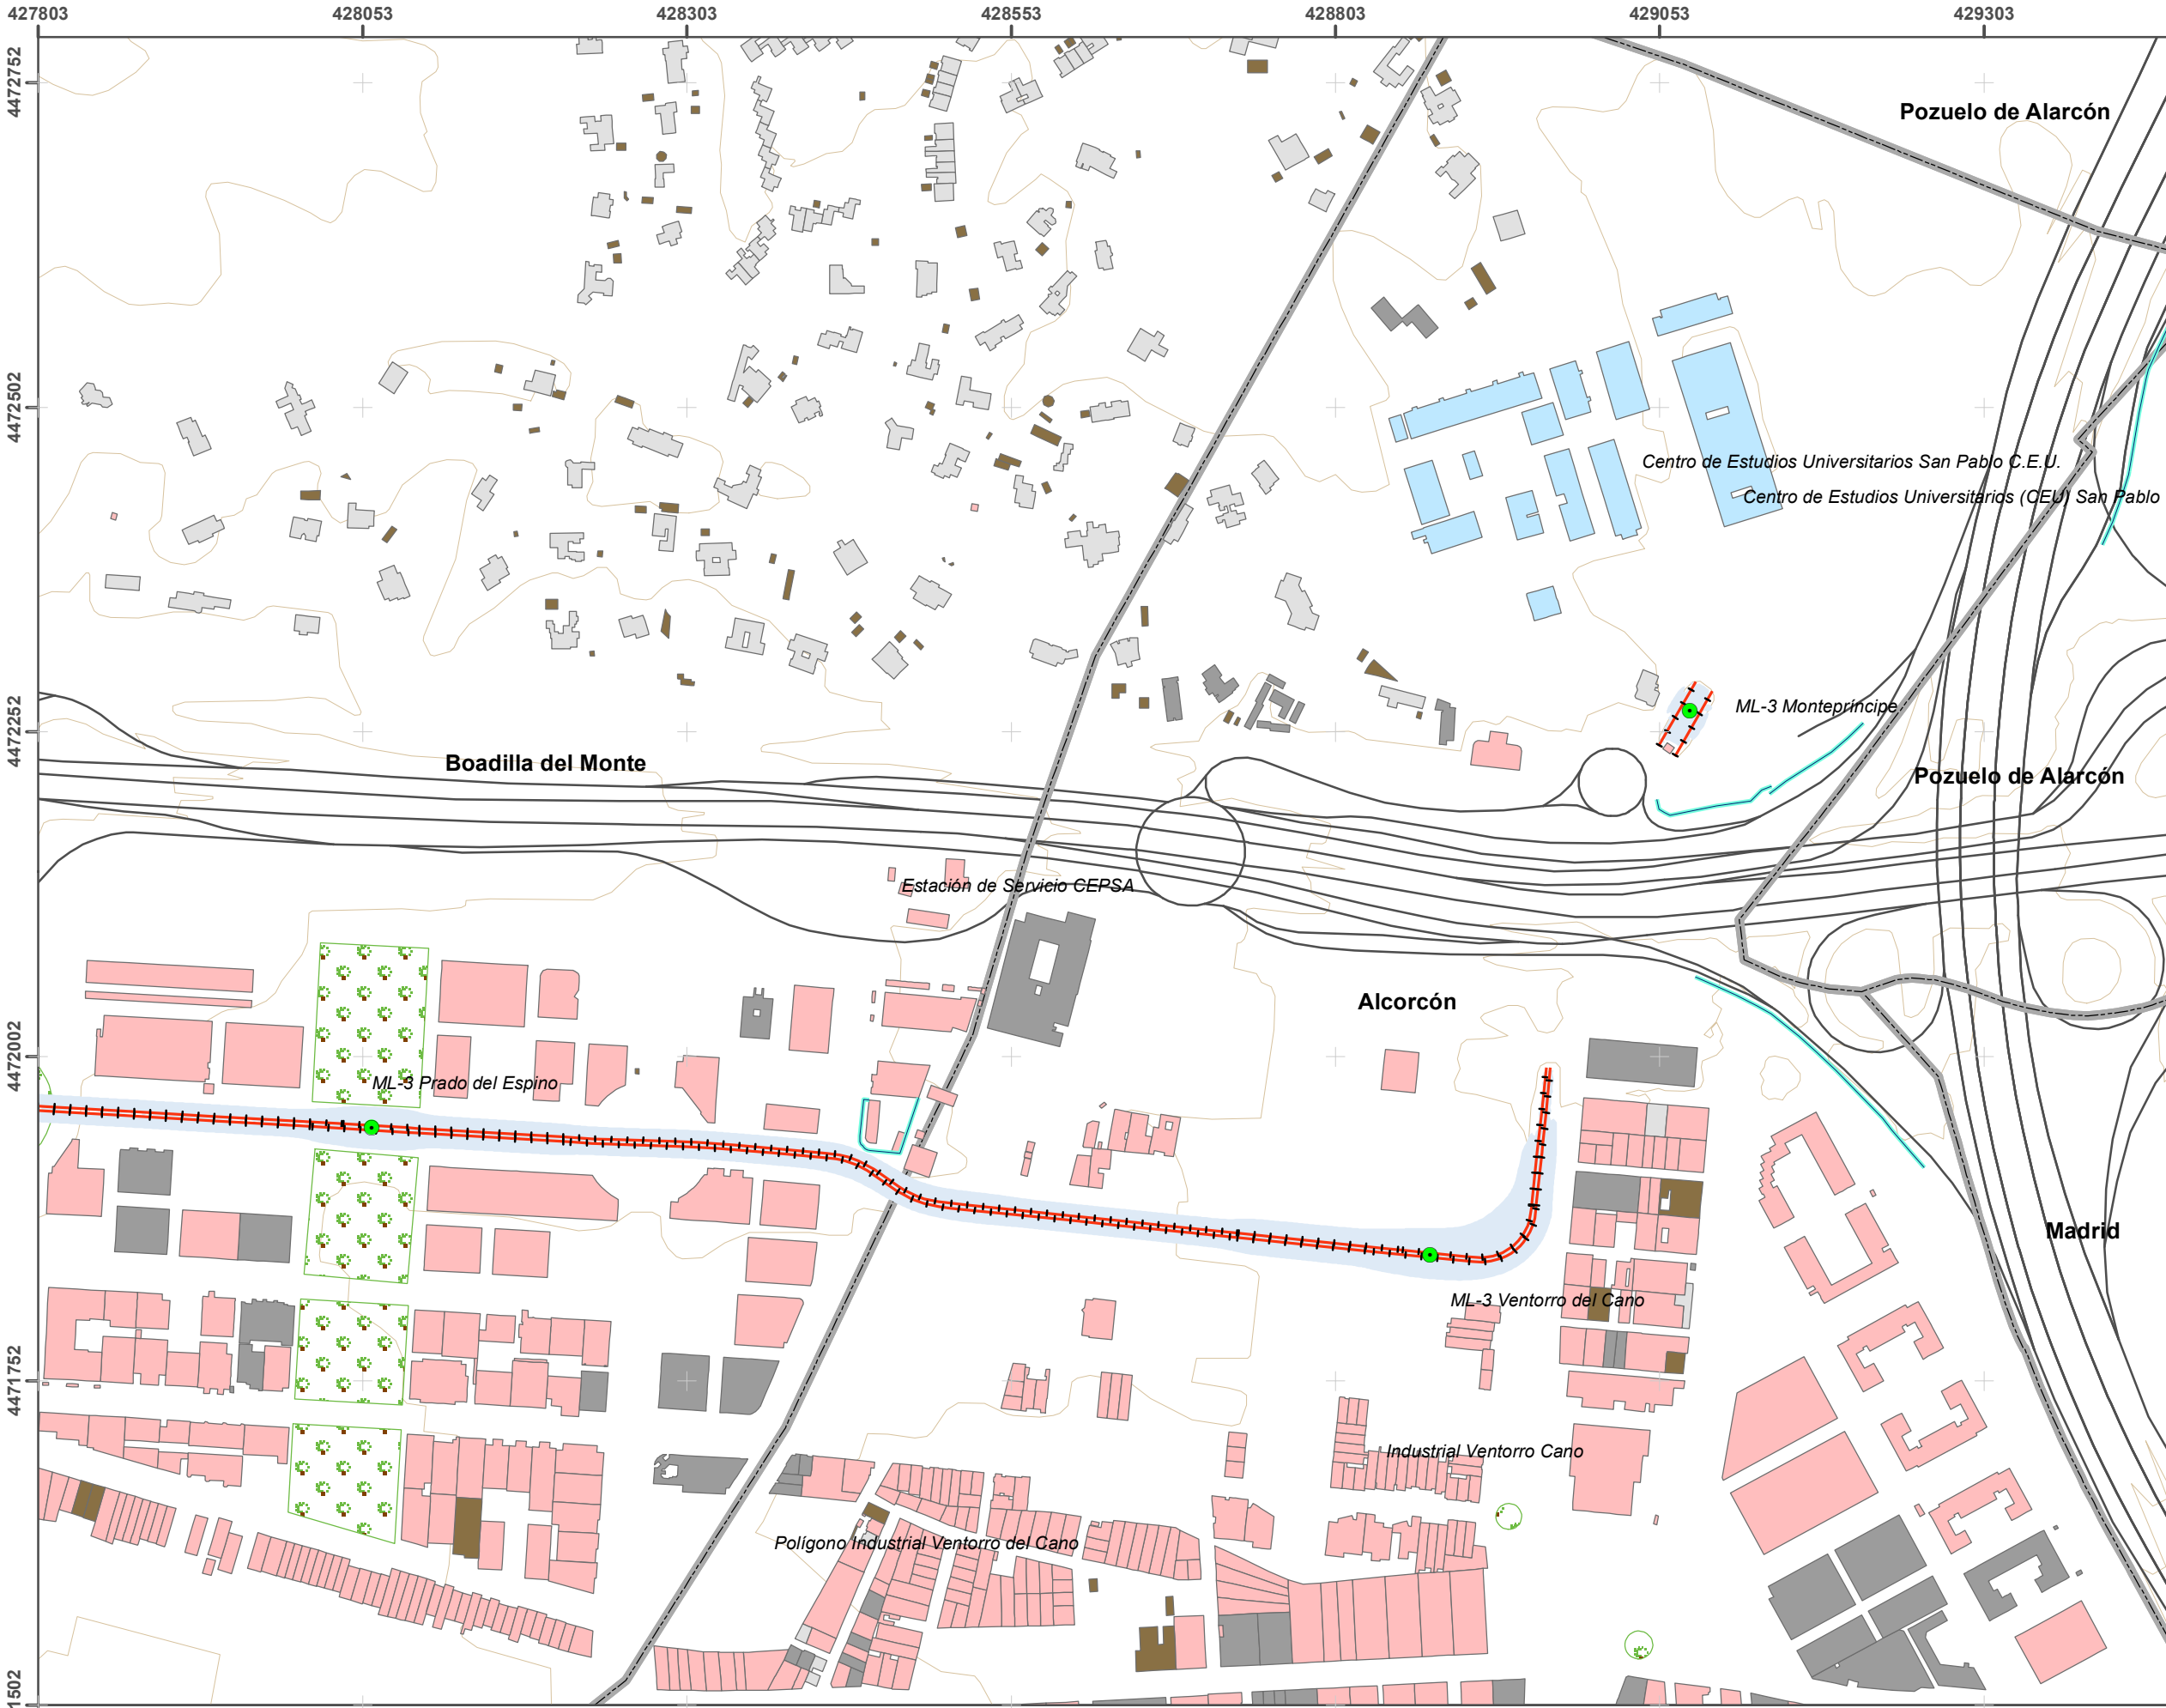 427803 428053 428303 428553 428803 429053 429303
4472752
Pozuelo de Alarcón
4472502
Centro de Estudios Universitarios San Pablo C.E.U.
Centro de Estudios Universitarios (CEU) San Pablo
4472252
ML-3 Montepríncipe
Boadilla del Monte
Pozuelo de Alarcón
Estación de Servicio CEPSA
Alcorcón
4472002
ML-3 Prado del Espino
Madrid
ML-3 Ventorro del Cano
4471752
Industrial Ventorro Cano
Polígono Industrial Ventorro del Cano
1502